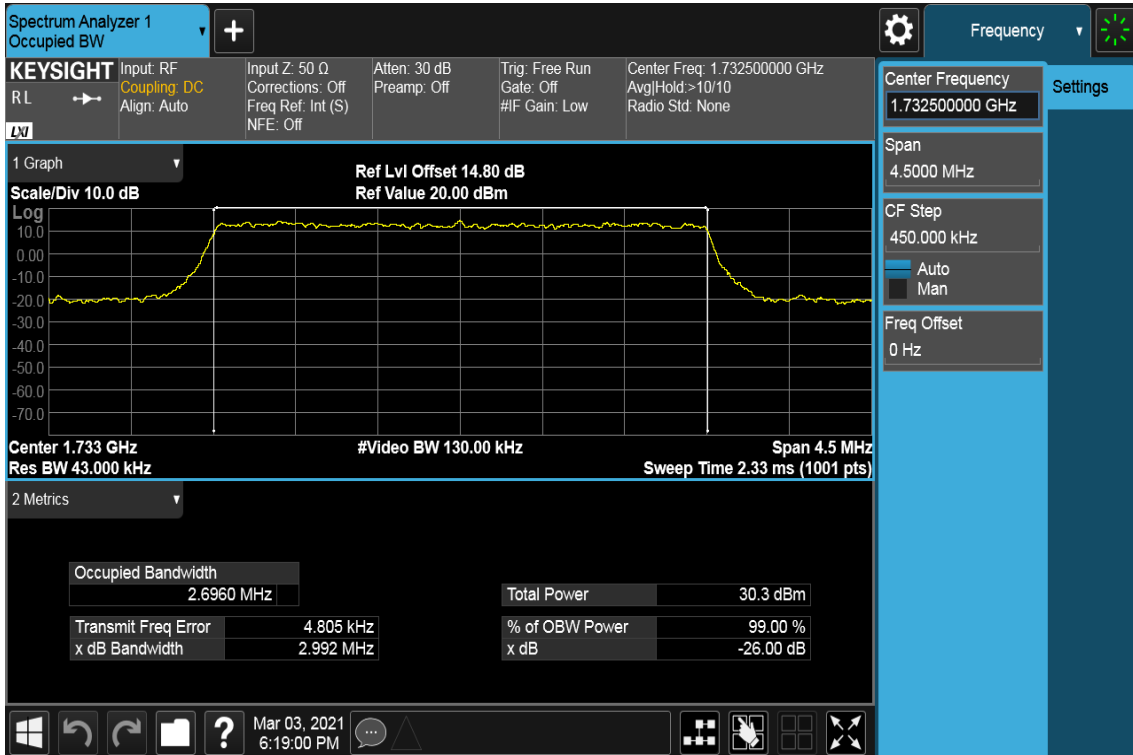 Spectrum Analyzer 1
Occupied BW
+
Frequency
KEYSIGHT
R L
LXI
Input: RF
Coupling: DC
Align: Auto
Input Z: 50 Ω
Corrections: Off
Freq Ref: Int (S)
NFE: Off
Atten: 30 dB
Preamp: Off
Trig: Free Run
Gate: Off
#IF Gain: Low
Center Freq: 1.732500000 GHz
Avg|Hold:>10/10
Radio Std: None
Center Frequency
1.732500000 GHz
Settings
Span
4.5000 MHz
CF Step
450.000 kHz
Auto
Man
Freq Offset
0 Hz
1 Graph
Scale/Div 10.0 dB
Ref Lvl Offset 14.80 dB
Ref Value 20.00 dBm
Log
10.0
0.00
-10.0
-20.0
-30.0
-40.0
-50.0
-60.0
-70.0
Center 1.733 GHz
#Video BW 130.00 kHz
Span 4.5 MHz
Res BW 43.000 kHz
Sweep Time 2.33 ms (1001 pts)
2 Metrics
Occupied Bandwidth
2.6960 MHz
Total Power 30.3 dBm
Transmit Freq Error 4.805 kHz
% of OBW Power 99.00 %
x dB Bandwidth 2.992 MHz
x dB -26.00 dB
?
Mar 03, 2021
6:19:00 PM